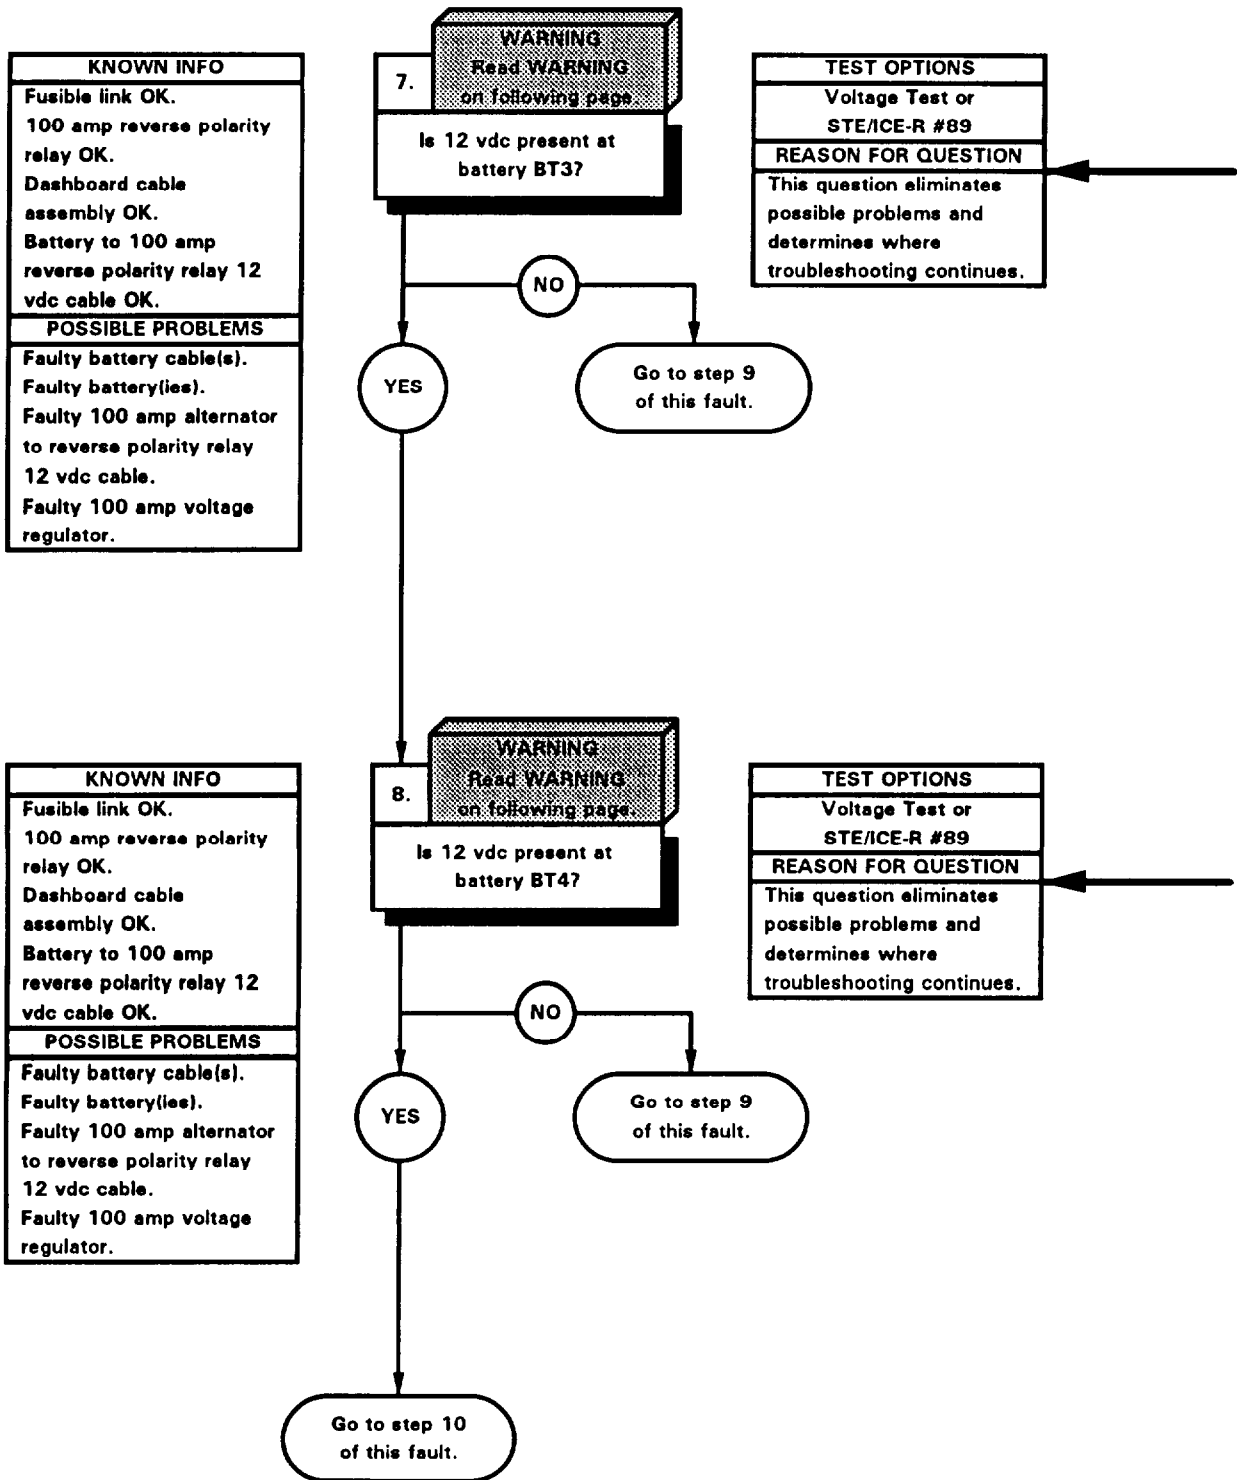 KNOWN INFO
Fusible link OK.
100 amp reverse polarity
relay OK.
Dashboard cable
assembly OK.
Battery to 100 amp
reverse polarity relay 12
vdc cable OK.
POSSIBLE PROBLEMS
Faulty battery cable(s).
Faulty battery(ies).
Faulty 100 amp alternator
to reverse polarity relay
12 vdc cable.
Faulty 100 amp voltage
regulator.
WARNING
Read WARNING
on following page.
7.
Is 12 vdc present at
battery BT3?
TEST OPTIONS
Voltage Test or
STE/ICE-R #89
REASON FOR QUESTION
This question eliminates
possible problems and
determines where
troubleshooting continues.
NO
YES
Go to step 9
of this fault.
KNOWN INFO
Fusible link OK.
100 amp reverse polarity
relay OK.
Dashboard cable
assembly OK.
Battery to 100 amp
reverse polarity relay 12
vdc cable OK.
POSSIBLE PROBLEMS
Faulty battery cable(s).
Faulty battery(ies).
Faulty 100 amp alternator
to reverse polarity relay
12 vdc cable.
Faulty 100 amp voltage
regulator.
WARNING
Read WARNING
on following page.
8.
Is 12 vdc present at
battery BT4?
TEST OPTIONS
Voltage Test or
STE/ICE-R #89
REASON FOR QUESTION
This question eliminates
possible problems and
determines where
troubleshooting continues.
NO
YES
Go to step 9
of this fault.
Go to step 10
of this fault.